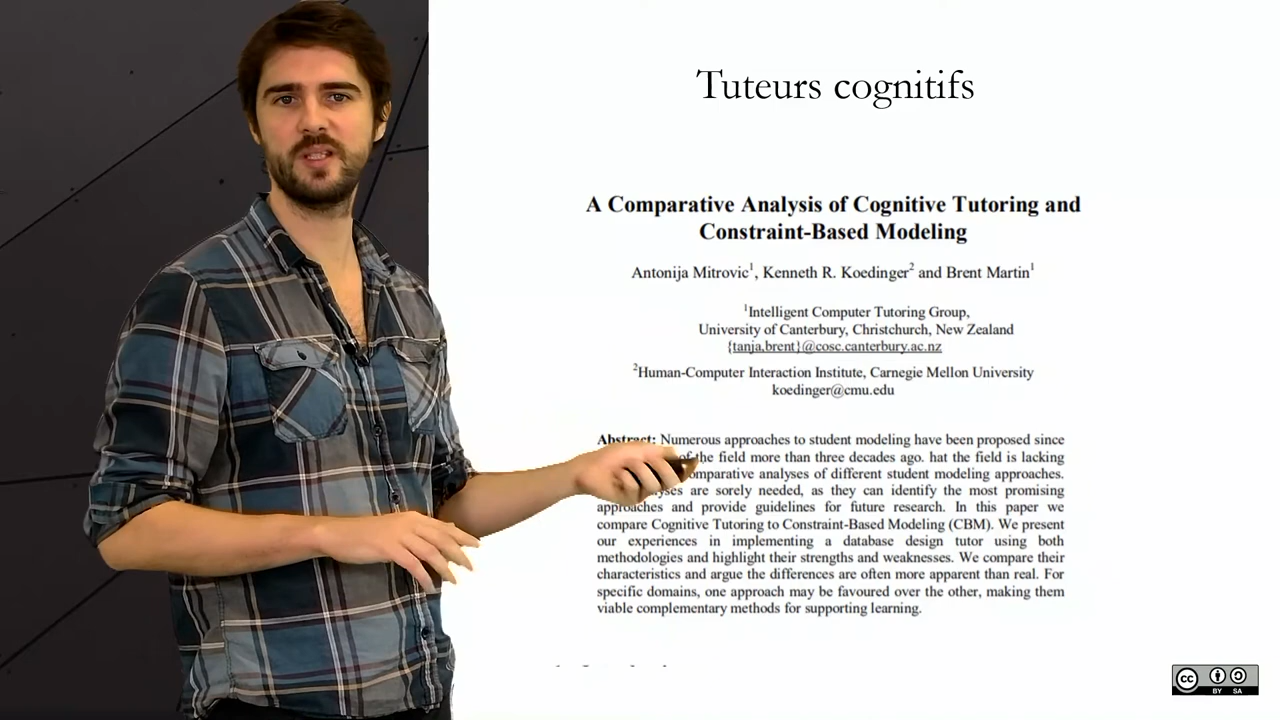 Tuteurs cognitifs
A Comparative Analysis of Cognitive Tutoring and
Constraint-Based Modeling
Antonija Mitrovic1, Kenneth R. Koedinger2 and Brent Martin1
1Intelligent Computer Tutoring Group,
University of Canterbury, Christchurch, New Zealand
{tanja,brent}@cosc.canterbury.ac.nz
2Human-Computer Interaction Institute, Carnegie Mellon University
koedinger@cmu.edu
Abstract: Numerous approaches to student modeling have been proposed since
of the field more than three decades ago. hat the field is lacking
comparative analyses of different student modeling approaches.
are sorely needed, as they can identify the most promising
approaches and provide guidelines for future research. In this paper we
compare Cognitive Tutoring to Constraint-Based Modeling (CBM). We present
our experiences in implementing a database design tutor using both
methodologies and highlight their strengths and weaknesses. We compare their
characteristics and argue the differences are often more apparent than real. For
specific domains, one approach may be favoured over the other, making them
viable complementary methods for supporting learning.
CC BY SA